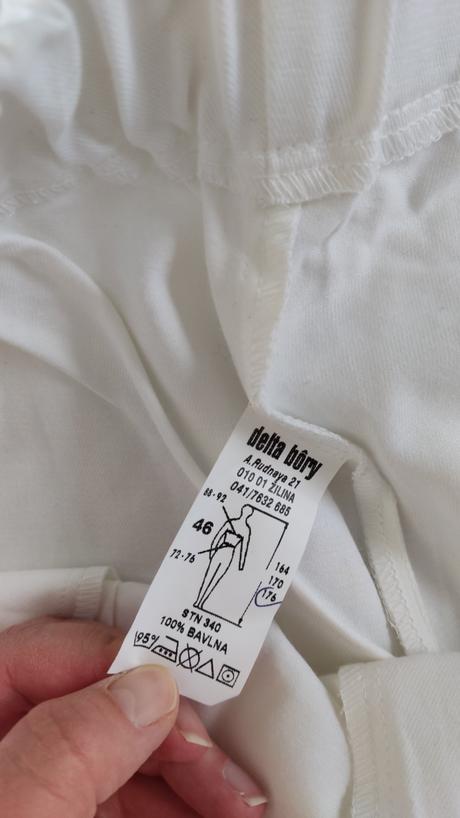 delta bôry
A. Rudnaya 21
010 01 ŽILINA
041/7632 685
88-92
46
72-76
164
170
176
STN 340
100% BAVLNA
95°